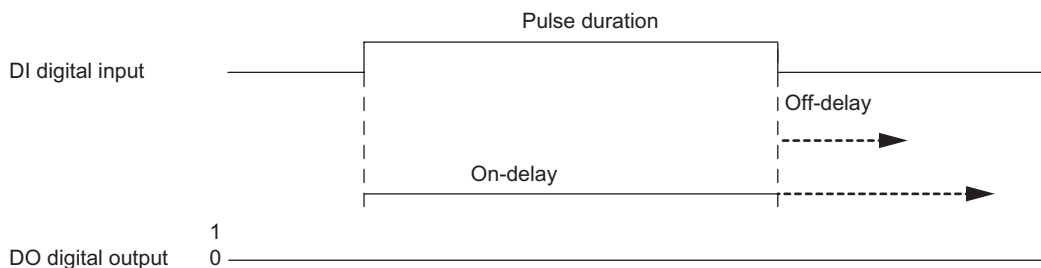 Pulse duration
DI digital input
Off-delay
On-delay
1
DO digital output 0